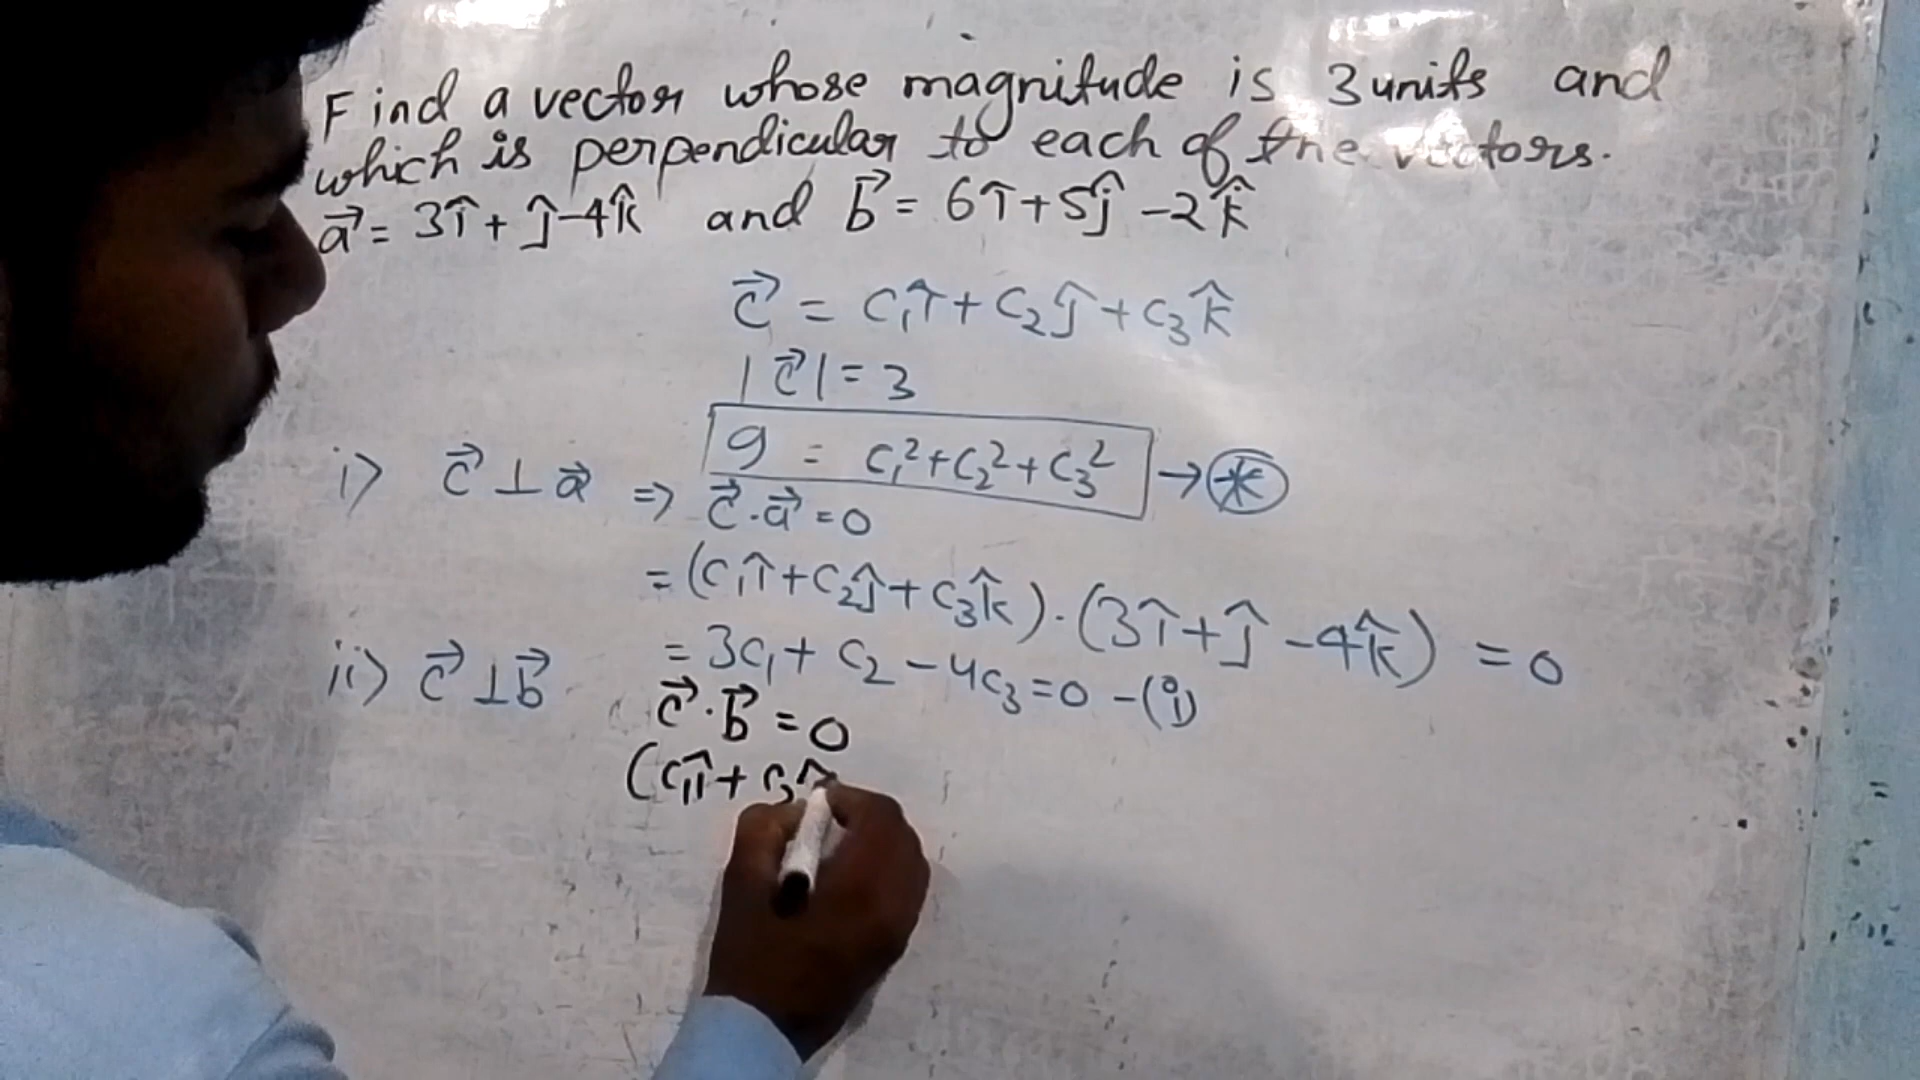 Find a vector whose magnitude is 3 units and
which is perpendicular to each of the vectors.
a⃗ = 3î + ĵ - 4k̂ and b⃗ = 6î + 5ĵ - 2k̂
c⃗ = c₁î + c₂ĵ + c₃k̂
|c⃗| = 3
9 = c₁² + c₂² + c₃² → ⊛
i) c⃗ ⊥ a⃗ ⇒ c⃗ . a⃗ = 0
= (c₁î + c₂ĵ + c₃k̂) . (3î + ĵ - 4k̂) = 0
= 3c₁ + c₂ - 4c₃ = 0 - (i)
ii) c⃗ ⊥ b⃗ c⃗ . b⃗ = 0
(c₁î +